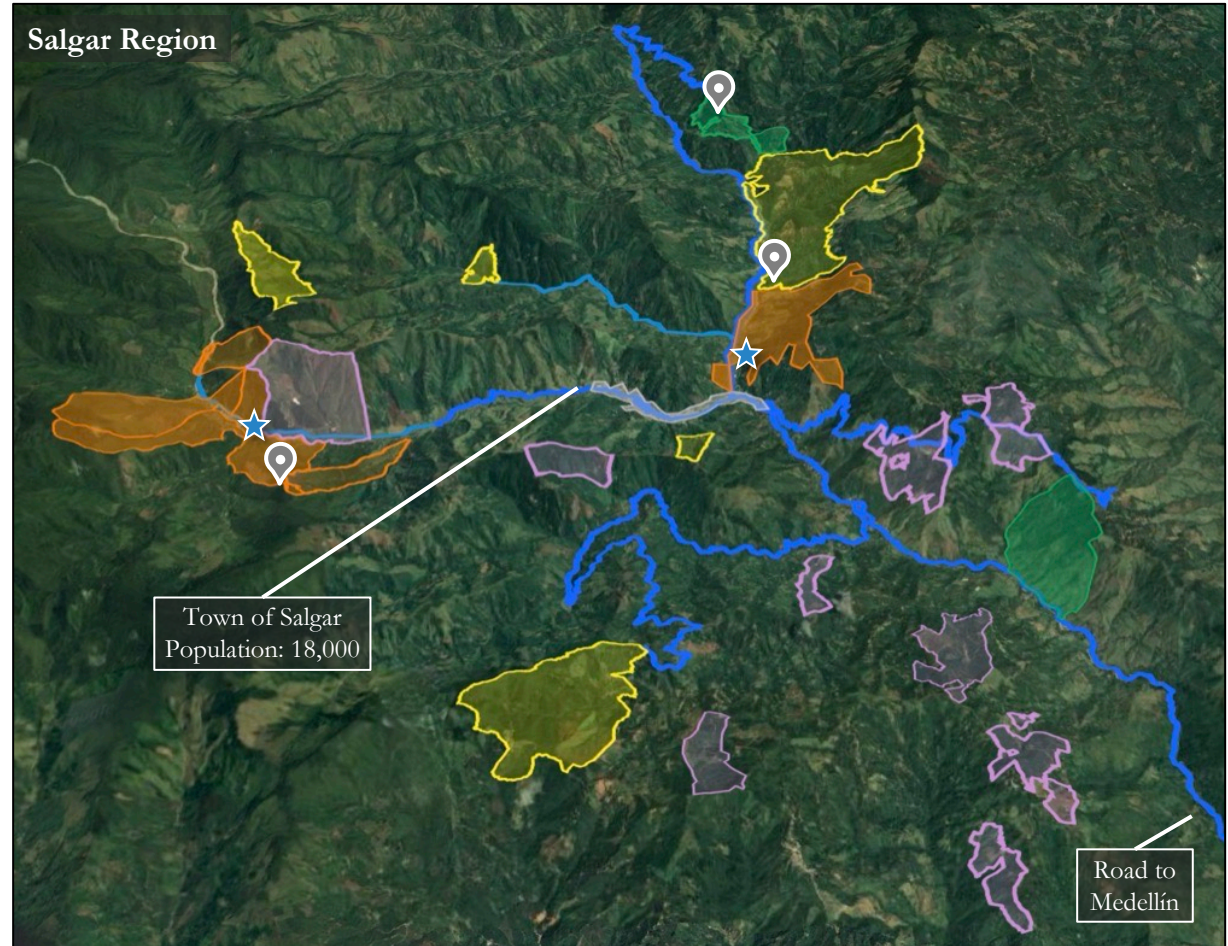 Salgar Region
Town of Salgar
Population: 18,000
Road to
Medellín